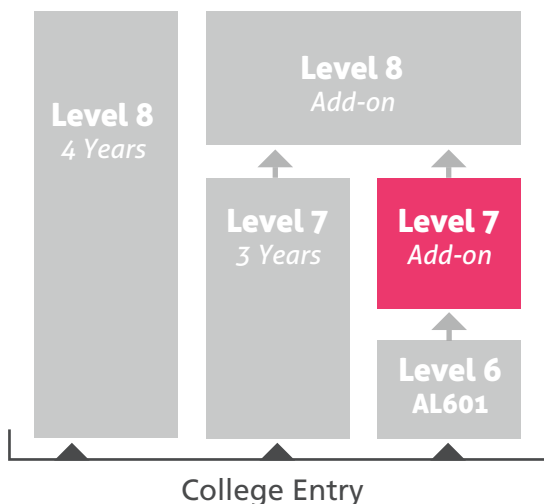 Level 8
4 Years
Level 8
Add-on
Level 7
3 Years
Level 7
Add-on
Level 6
AL601
College Entry